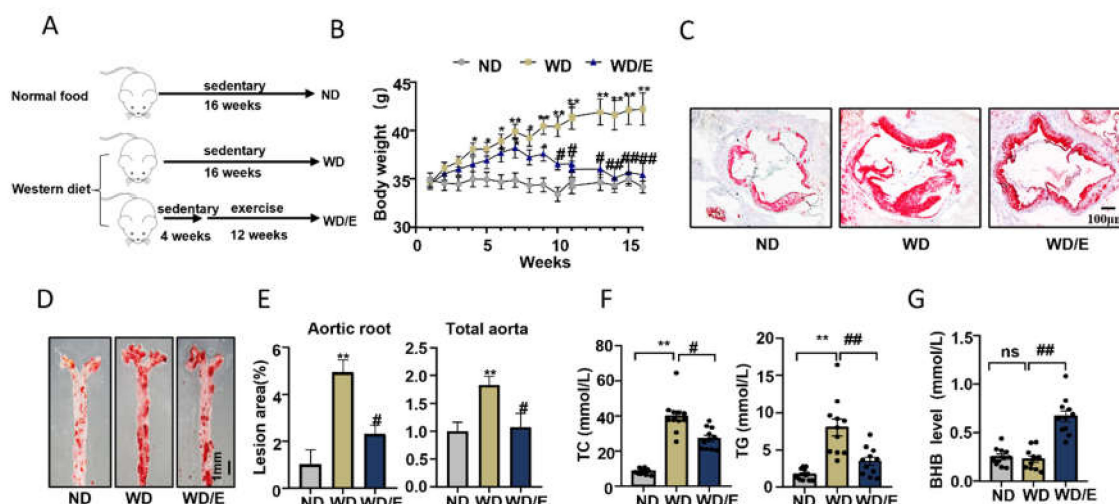 A
Normal food
sedentary
16 weeks
ND
Western diet
sedentary
16 weeks
WD
sedentary
exercise
4 weeks
12 weeks
WD/E
B
ND
WD
WD/E
Body weight (g)
45
40
35
30
* * * * ** * ** ** ** ** ** ** ** **
# # # ## ## ##
0
5
10
15
Weeks
C
100μm
ND
WD
WD/E
D
1mm
ND
WD
WD/E
E
Aortic root
Lesion area(%)
6
4
2
0
**
#
ND
WD
WD/E
Total aorta
2.5
2.0
1.5
1.0
0.5
0.0
**
#
ND
WD
WD/E
F
TC (mmol/L)
80
60
40
20
0
**
#
ND
WD
WD/E
TG (mmol/L)
20
15
10
5
0
**
##
ND
WD
WD/E
G
BHB level (mmol/L)
1.5
1.0
0.5
0.0
ns
##
ND
WD
WD/E